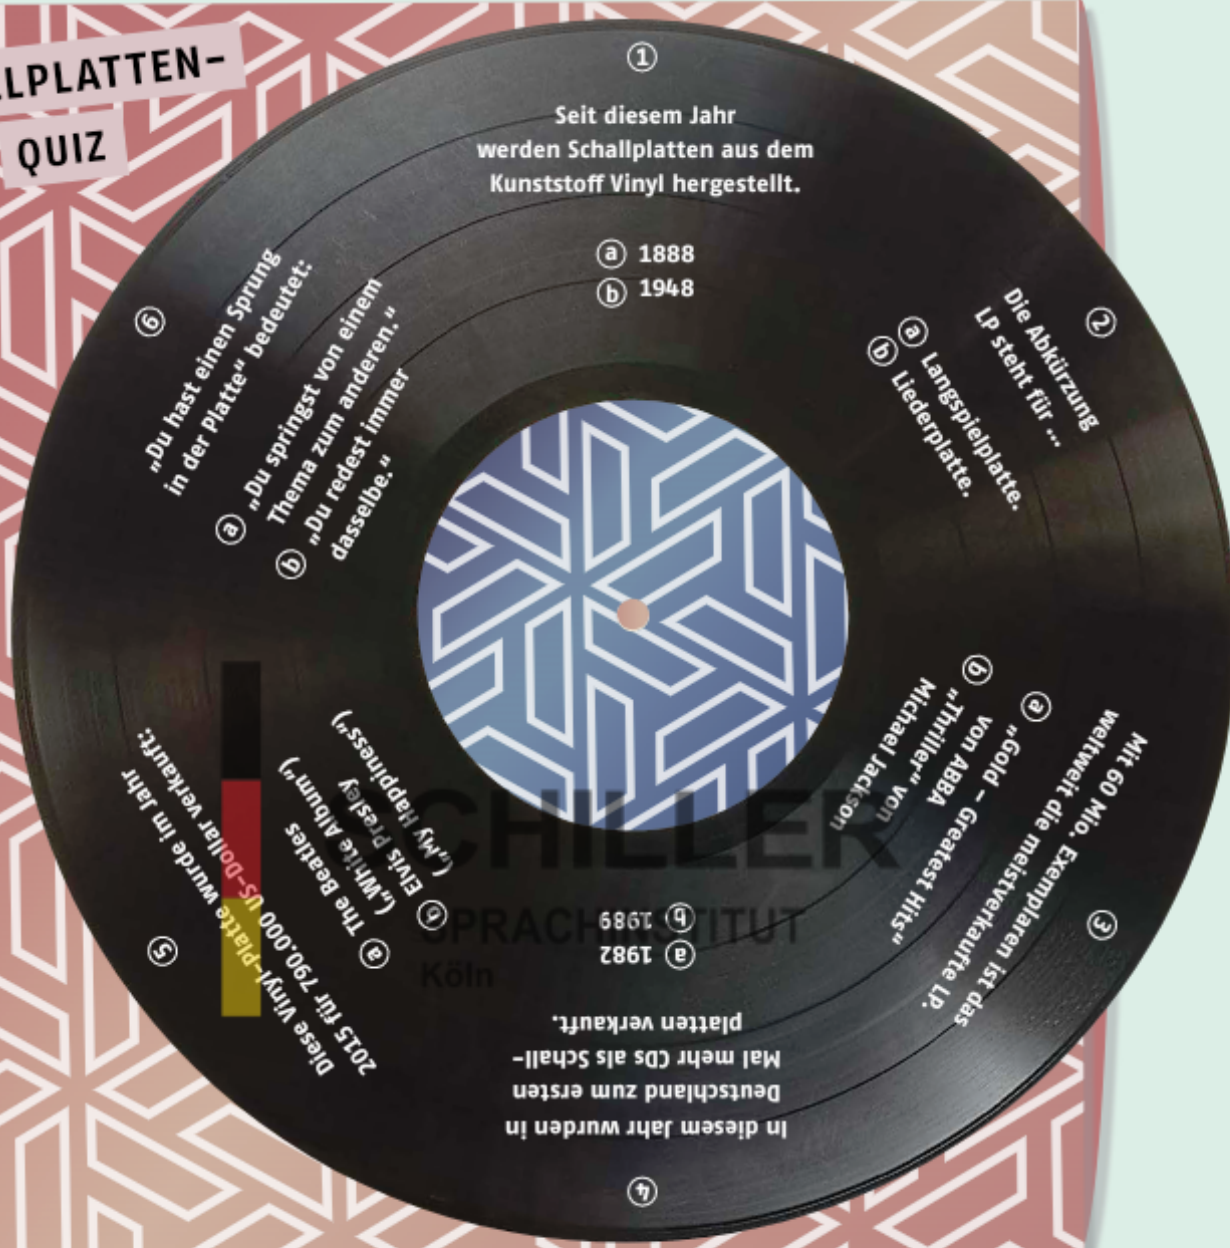 LLPLATTEN-
QUIZ
1
Seit diesem Jahr
werden Schallplatten aus dem
Kunststoff Vinyl hergestellt.
a 1888
b 1948
2
Die Abkürzung
LP steht für ...
a Langspielplatte.
b Liederplatte.
3
Mit 60 Mio. Exemplaren ist das
weltweit die meistverkaufte LP.
a „Gold – Greatest Hits“
von ABBA
b „Thriller“ von
Michael Jackson
4
In diesem Jahr wurden in
Deutschland zum ersten
Mal mehr CDs als Schall-
platten verkauft.
a 1982
b 1989
5
Diese Vinyl-Platte wurde im Jahr
2015 für 790.000 US-Dollar verkauft:
a The Beatles
(„White Album“)
b Elvis Presley
(„My Happiness“)
6
„Du hast einen Sprung
in der Platte“ bedeutet:
a „Du springst von einem
Thema zum anderen.“
b „Du redest immer
dasselbe.“
SCHILLER
SPRACHINSTITUT
Köln